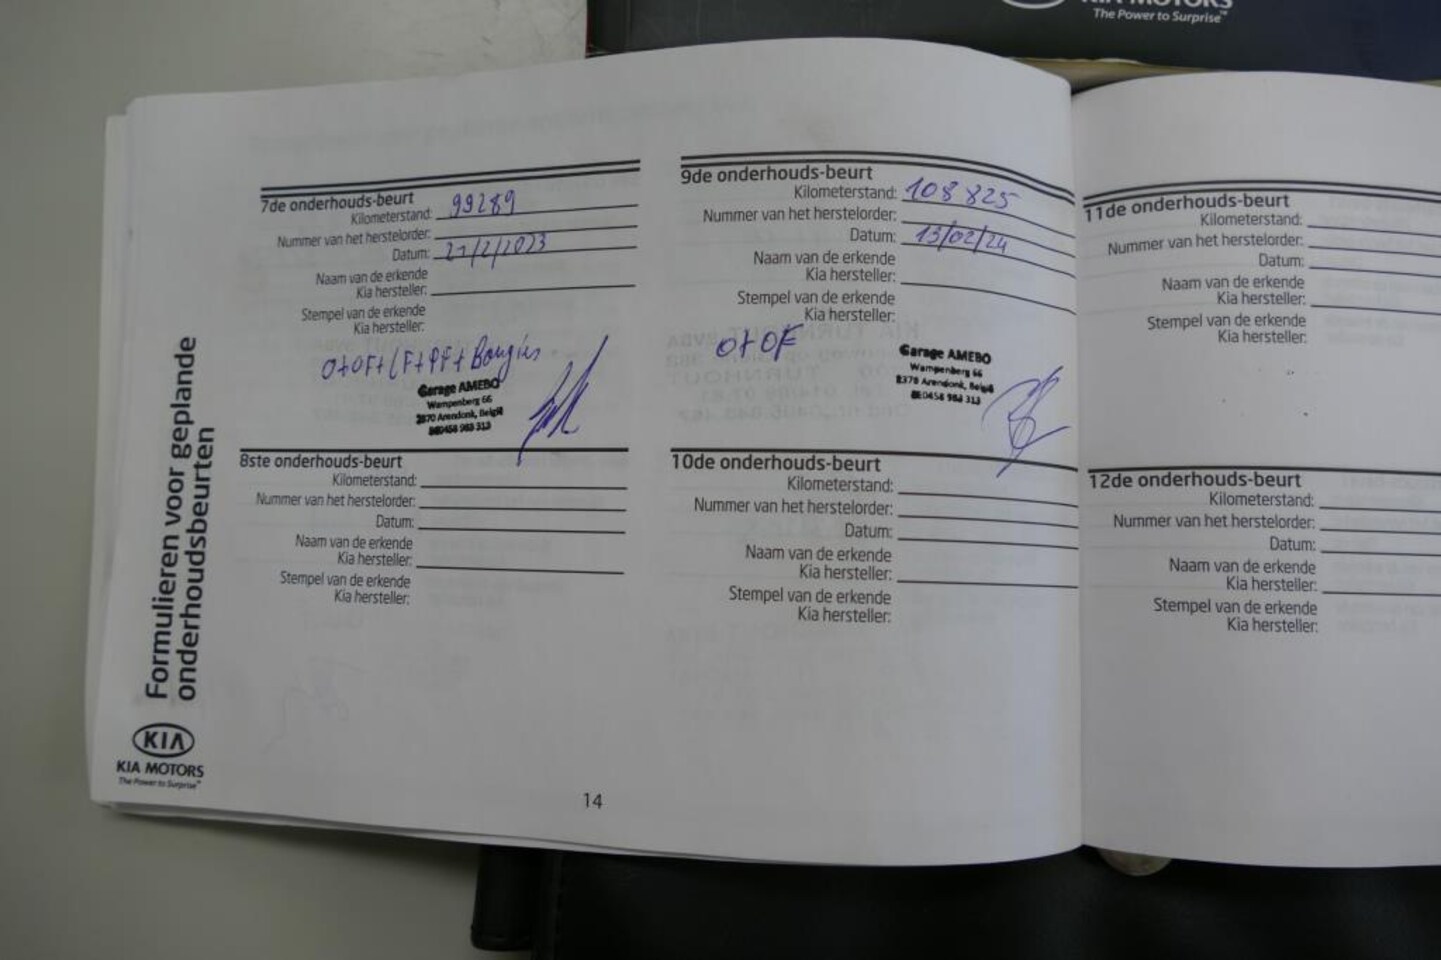 KIA MOTORS
The Power to Surprise™
Formulieren voor geplande
onderhoudsbeurten
KIA
KIA MOTORS
The Power to Surprise™
7de onderhouds-beurt
Kilometerstand: 99289
Nummer van het herstelorder:
Datum: 27/2/2023
Naam van de erkende
Kia hersteller:
Stempel van de erkende
Kia hersteller:
O+OF+LF+PF+ Bougies
Garage AMEBO
Wampenberg 66
2370 Arendonk, België
BE0458 983 313
8ste onderhouds-beurt
Kilometerstand:
Nummer van het herstelorder:
Datum:
Naam van de erkende
Kia hersteller:
Stempel van de erkende
Kia hersteller:
9de onderhouds-beurt
Kilometerstand: 108 825
Nummer van het herstelorder:
Datum: 13/02/24
Naam van de erkende
Kia hersteller:
Stempel van de erkende
Kia hersteller:
O+OF
Garage AMEBO
Wampenberg 66
2370 Arendonk, België
BE0458 983 313
10de onderhouds-beurt
Kilometerstand:
Nummer van het herstelorder:
Datum:
Naam van de erkende
Kia hersteller:
Stempel van de erkende
Kia hersteller:
14
11de onderhouds-beurt
Kilometerstand:
Nummer van het herstelorder:
Datum:
Naam van de erkende
Kia hersteller:
Stempel van de erkende
Kia hersteller:
12de onderhouds-beurt
Kilometerstand:
Nummer van het herstelorder:
Datum:
Naam van de erkende
Kia hersteller:
Stempel van de erkende
Kia hersteller: